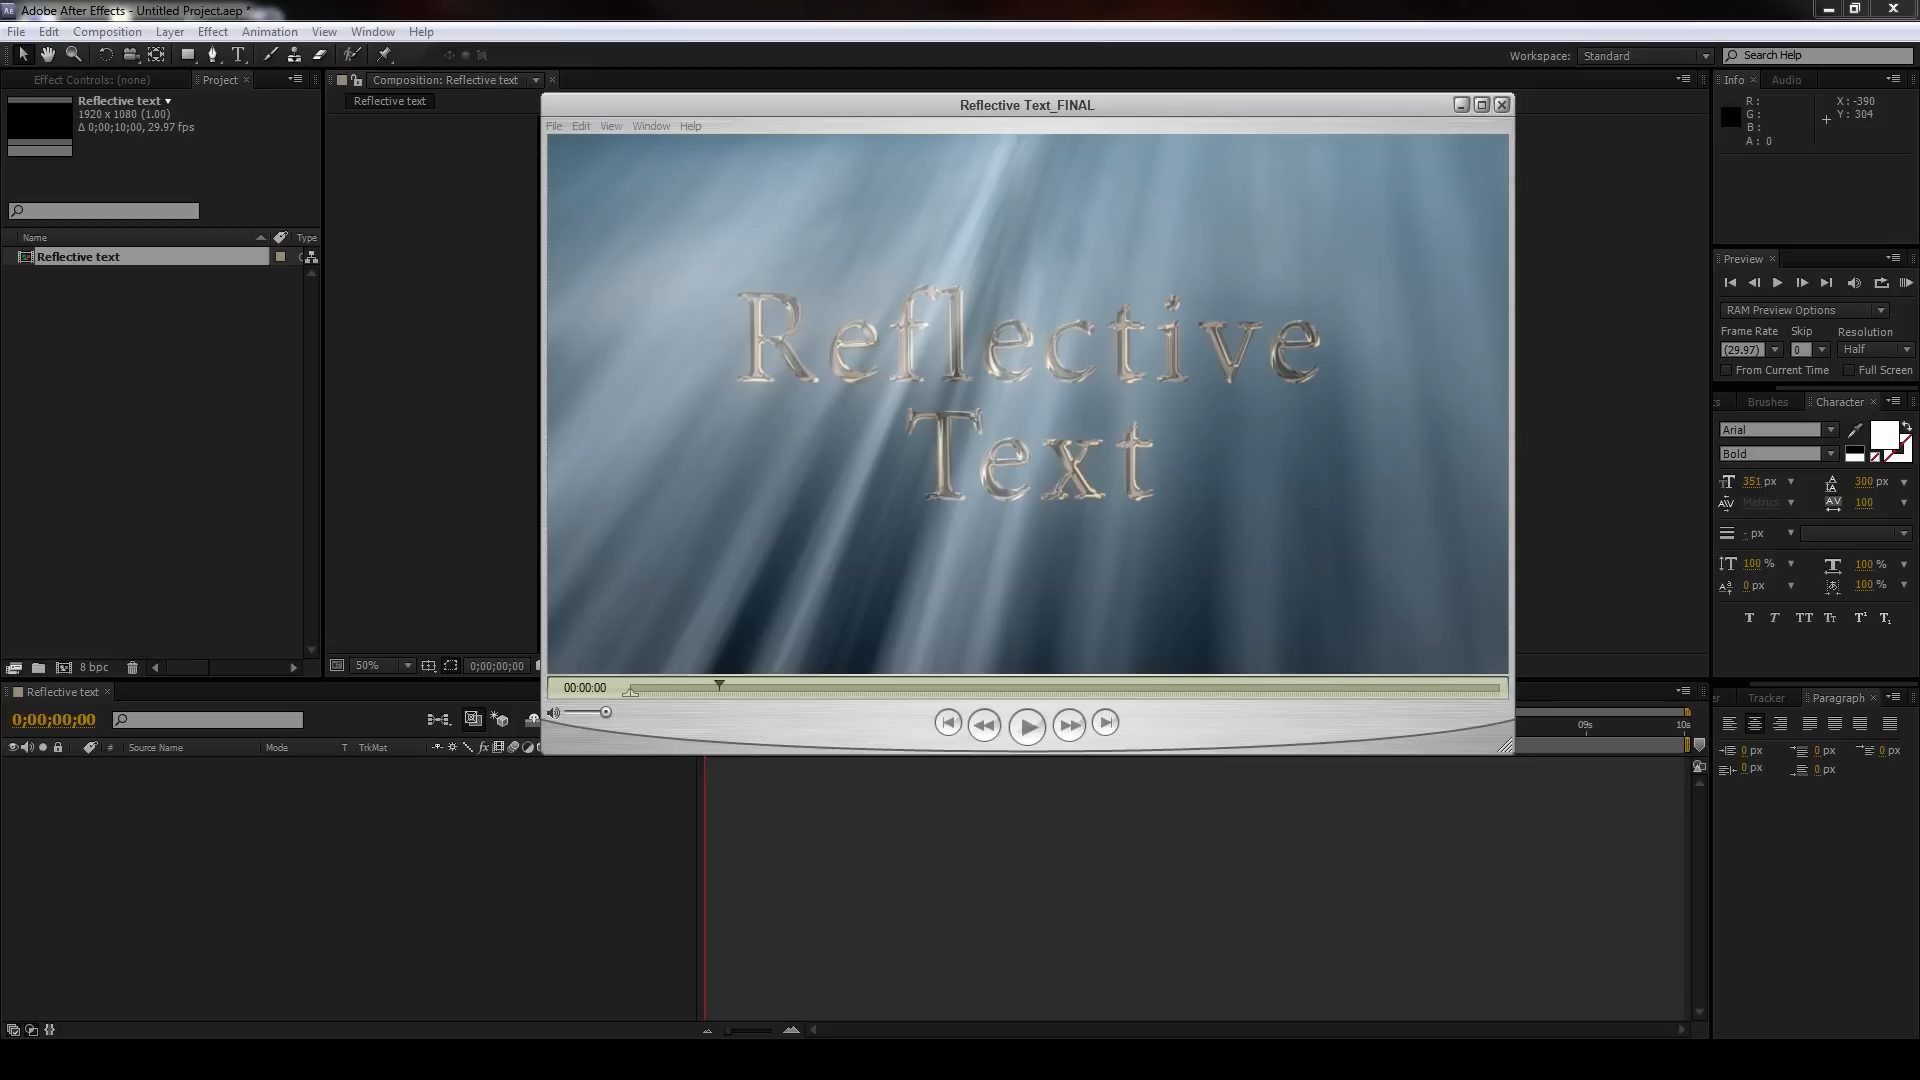 Adobe After Effects - Untitled Project.aep *
File Edit Composition Layer Effect Animation View Window Help
Workspace: Standard
Search Help
Effect Controls: (none)
Project
Composition: Reflective text
Info
Audio
Reflective text
1920 x 1080 (1.00)
Δ 0;00;10;00, 29.97 fps
Reflective text
Reflective Text_FINAL
File Edit View Window Help
R :
G :
B :
A : 0
X : -390
Y : 304
Name
Type
Reflective text
Reflective
Text
Preview
RAM Preview Options
Frame Rate Skip Resolution
(29.97) 0 Half
From Current Time Full Screen
Brushes
Character
Arial
Bold
351 px
300 px
Metrics
100
- px
100 %
100 %
0 px
100 %
T T TT Tr T¹ T₁
8 bpc
50%
0;00;00;00
00:00:00
Reflective text
Tracker
Paragraph
0;00;00;00
09s
10s
# Source Name Mode T TrkMat
0 px 0 px 0 px
0 px 0 px